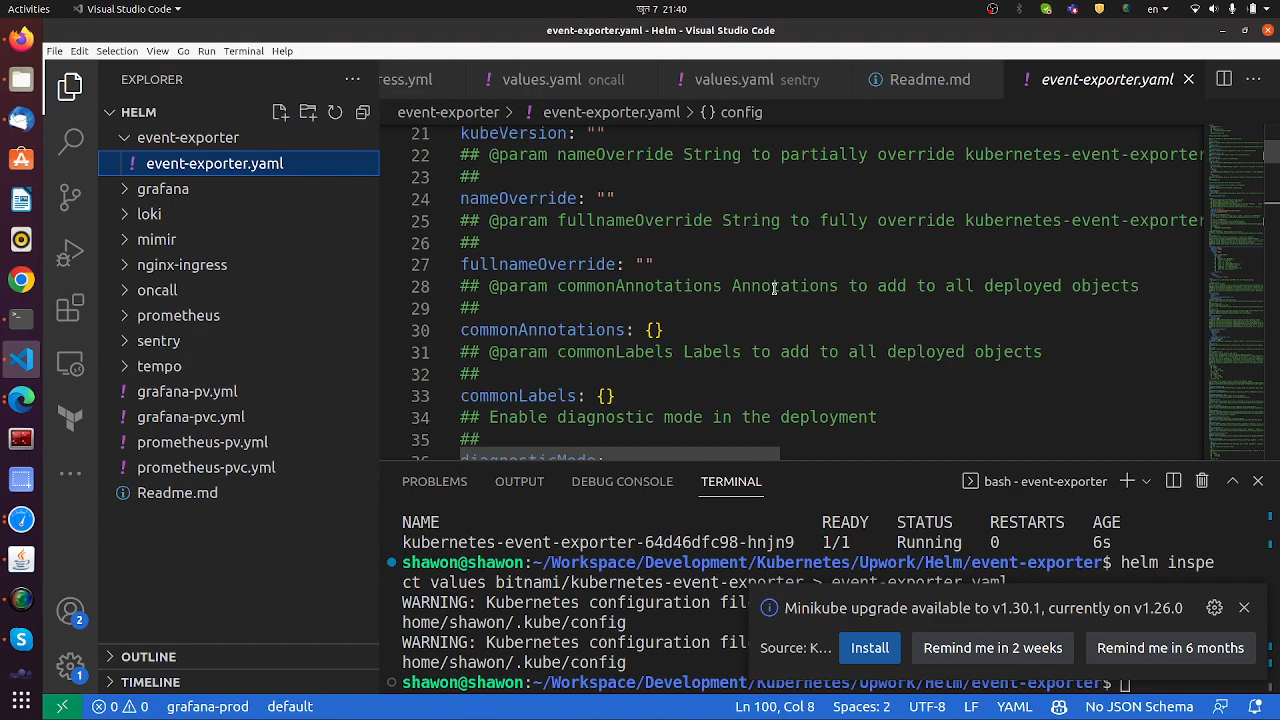 Activities
Visual Studio Code
জুন 7 21:40
en
event-exporter.yaml - Helm - Visual Studio Code
File Edit Selection View Go Run Terminal Help
EXPLORER
ress.yml
values.yaml oncall
values.yaml sentry
Readme.md
event-exporter.yaml
HELM
event-exporter > event-exporter.yaml > {} config
event-exporter
event-exporter.yaml
grafana
loki
mimir
nginx-ingress
oncall
prometheus
sentry
tempo
grafana-pv.yml
grafana-pvc.yml
prometheus-pv.yml
prometheus-pvc.yml
Readme.md
OUTLINE
TIMELINE
21 kubeVersion: ""
22 ## @param nameOverride String to partially override kubernetes-event-exporter
23 ##
24 nameOverride: ""
25 ## @param fullnameOverride String to fully override kubernetes-event-exporter
26 ##
27 fullnameOverride: ""
28 ## @param commonAnnotations Annotations to add to all deployed objects
29 ##
30 commonAnnotations: {}
31 ## @param commonLabels Labels to add to all deployed objects
32 ##
33 commonLabels: {}
34 ## Enable diagnostic mode in the deployment
35 ##
36 diagnosticMode:
PROBLEMS OUTPUT DEBUG CONSOLE TERMINAL
bash - event-exporter
NAME READY STATUS RESTARTS AGE
kubernetes-event-exporter-64d46dfc98-hnjn9 1/1 Running 0 6s
shawon@shawon:~/Workspace/Development/Kubernetes/Upwork/Helm/event-exporter$ helm inspe
ct values bitnami/kubernetes-event-exporter > event-exporter.yaml
WARNING: Kubernetes configuration fil
home/shawon/.kube/config
WARNING: Kubernetes configuration fil
home/shawon/.kube/config
shawon@shawon:~/Workspace/Development/Kubernetes/Upwork/Helm/event-exporter$
Minikube upgrade available to v1.30.1, currently on v1.26.0
Source: K...
Install
Remind me in 2 weeks
Remind me in 6 months
2
1
0 0 grafana-prod default
Ln 100, Col 8 Spaces: 2 UTF-8 LF YAML No JSON Schema